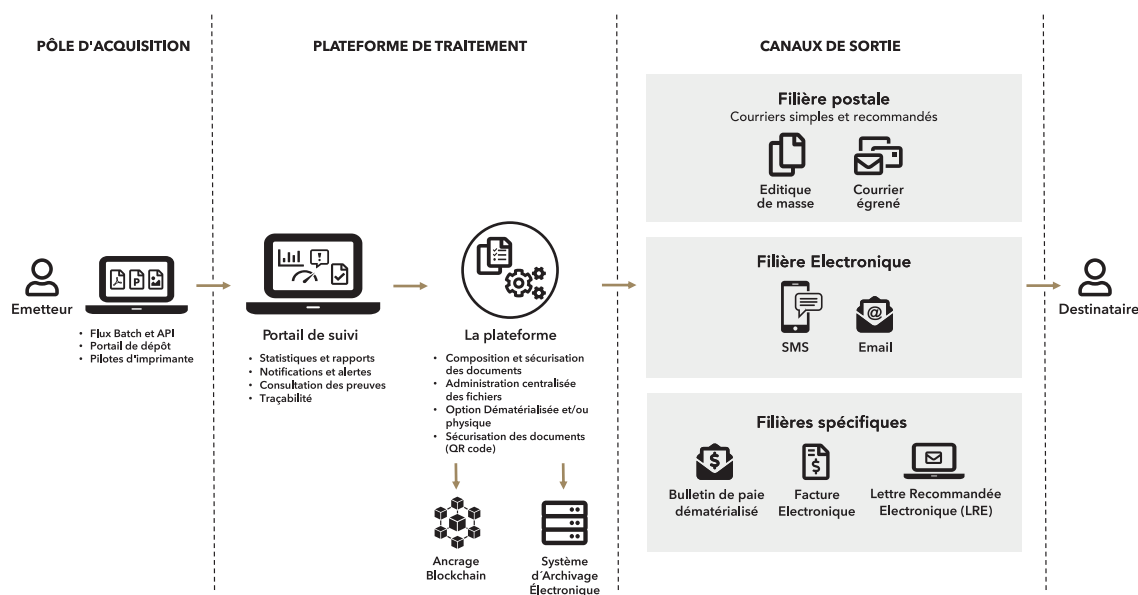 PÔLE D'ACQUISITION
PLATEFORME DE TRAITEMENT
CANAUX DE SORTIE
Emetteur
• Flux Batch et API
• Portail de dépôt
• Pilotes d'imprimante
Portail de suivi
• Statistiques et rapports
• Notifications et alertes
• Consultation des preuves
• Traçabilité
La plateforme
• Composition et sécurisation
des documents
• Administration centralisée
des fichiers
• Option Dématérialisée et/ou
physique
• Sécurisation des documents
(QR code)
Ancrage
Blockchain
Système
d´Archivage
Électronique
Filière postale
Courriers simples et recommandés
Editique
de masse
Courrier
égrené
Filière Electronique
SMS
Email
Filières spécifiques
Bulletin de paie
dématérialisé
Facture
Electronique
Lettre Recommandée
Electronique (LRE)
Destinataire